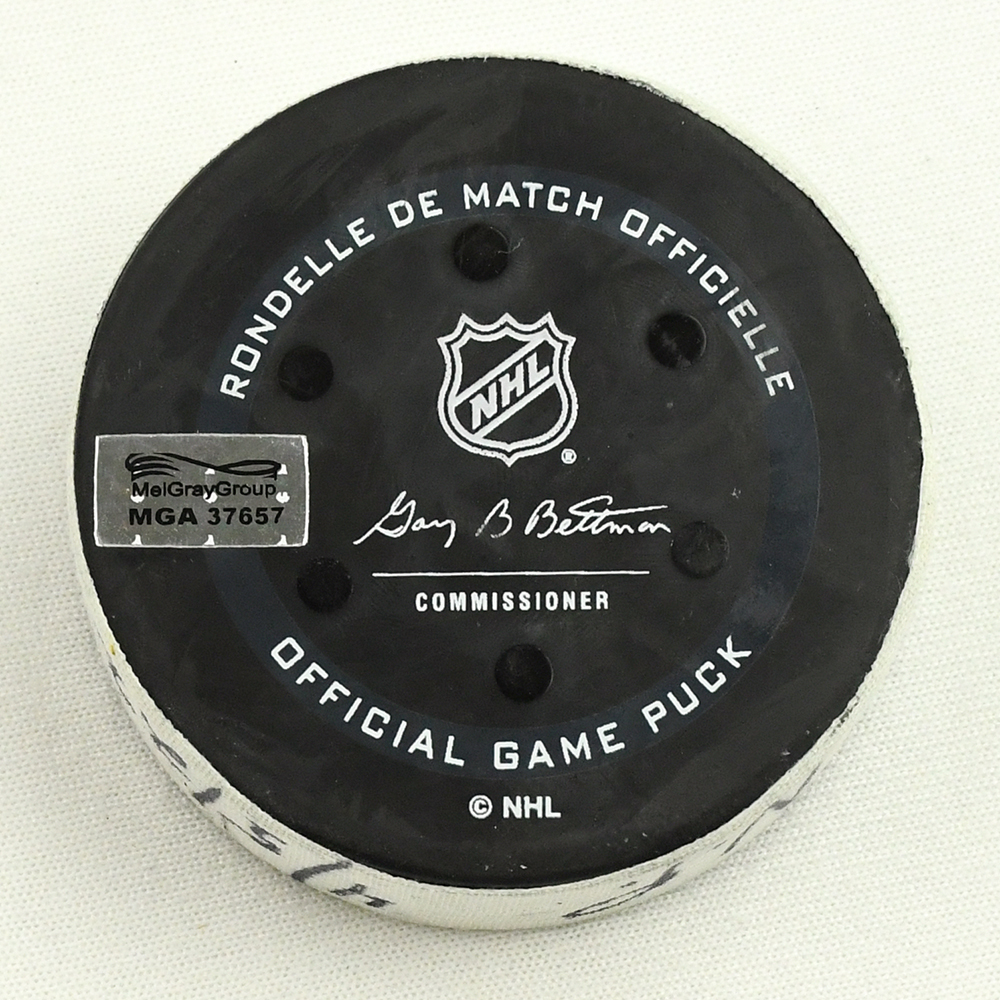 RONDELLE DE MATCH OFFICIELLE
NHL
®
MeiGrayGroup
MGA 37657
Gary B Bettman
COMMISSIONER
OFFICIAL GAME PUCK
© NHL